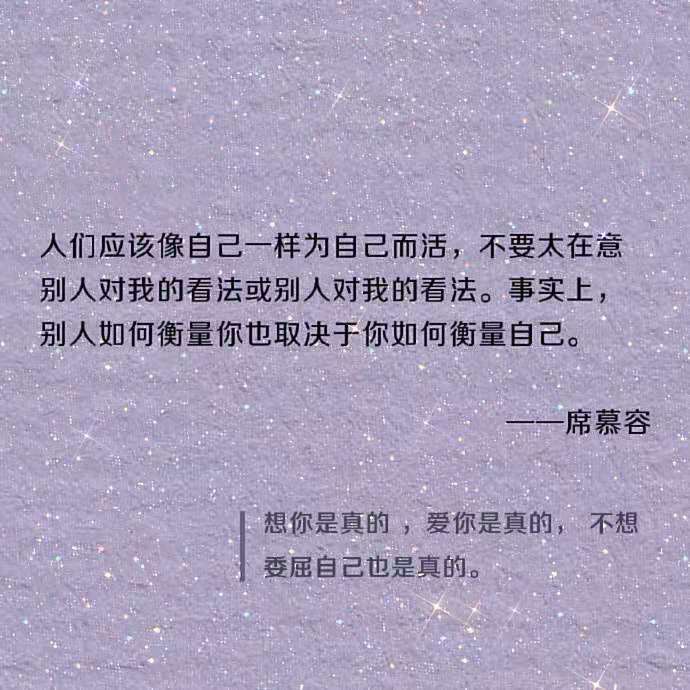 人们应该像自己一样为自己而活，不要太在意
别人对我的看法或别人对我的看法。事实上，
别人如何衡量你也取决于你如何衡量自己。
——席慕容
想你是真的 ，爱你是真的， 不想
委屈自己也是真的。